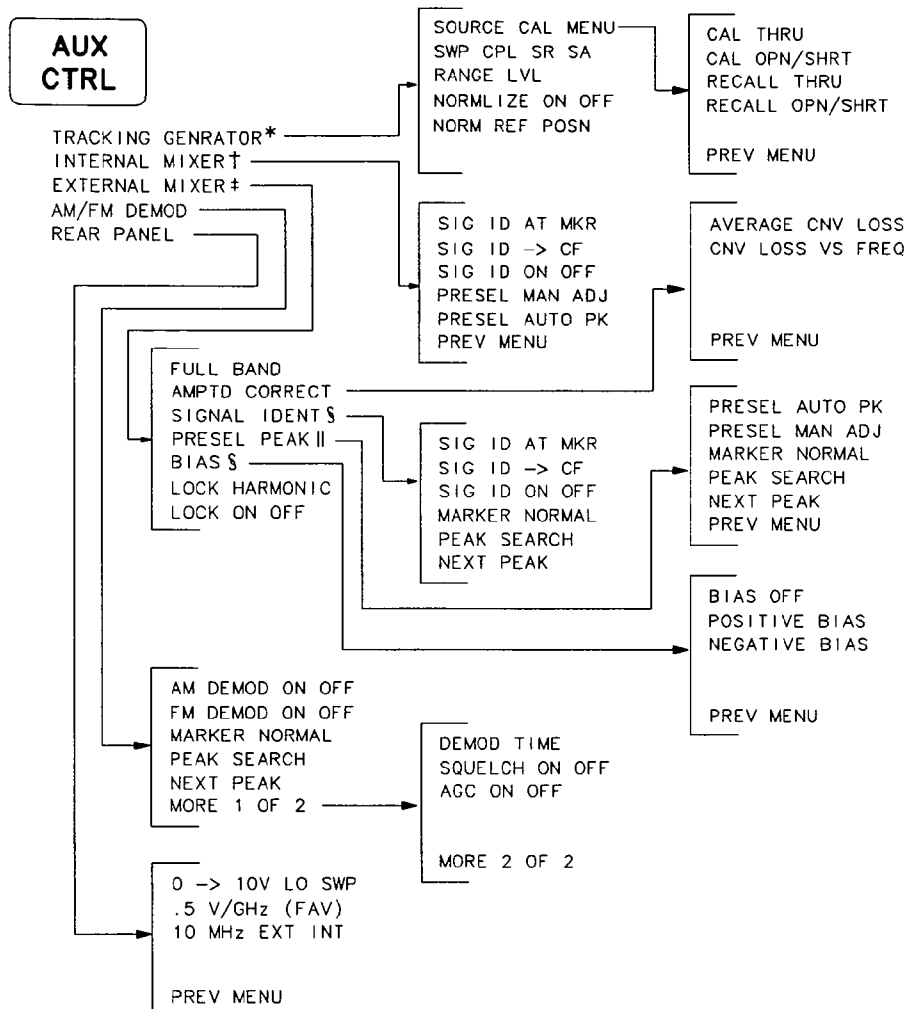 AUX
CTRL
TRACKING GENRATOR*
INTERNAL MIXER†
EXTERNAL MIXER‡
AM/FM DEMOD
REAR PANEL
SOURCE CAL MENU
SWP CPL SR SA
RANGE LVL
NORMLIZE ON OFF
NORM REF POSN
CAL THRU
CAL OPN/SHRT
RECALL THRU
RECALL OPN/SHRT
PREV MENU
SIG ID AT MKR
SIG ID -> CF
SIG ID ON OFF
PRESEL MAN ADJ
PRESEL AUTO PK
PREV MENU
AVERAGE CNV LOSS
CNV LOSS VS FREQ
PREV MENU
FULL BAND
AMPTD CORRECT
SIGNAL IDENT§
PRESEL PEAK‖
BIAS§
LOCK HARMONIC
LOCK ON OFF
SIG ID AT MKR
SIG ID -> CF
SIG ID ON OFF
MARKER NORMAL
PEAK SEARCH
NEXT PEAK
PRESEL AUTO PK
PRESEL MAN ADJ
MARKER NORMAL
PEAK SEARCH
NEXT PEAK
PREV MENU
BIAS OFF
POSITIVE BIAS
NEGATIVE BIAS
PREV MENU
AM DEMOD ON OFF
FM DEMOD ON OFF
MARKER NORMAL
PEAK SEARCH
NEXT PEAK
MORE 1 OF 2
DEMOD TIME
SQUELCH ON OFF
AGC ON OFF
MORE 2 OF 2
0 -> 10V LO SWP
.5 V/GHz (FAV)
10 MHz EXT INT
PREV MENU